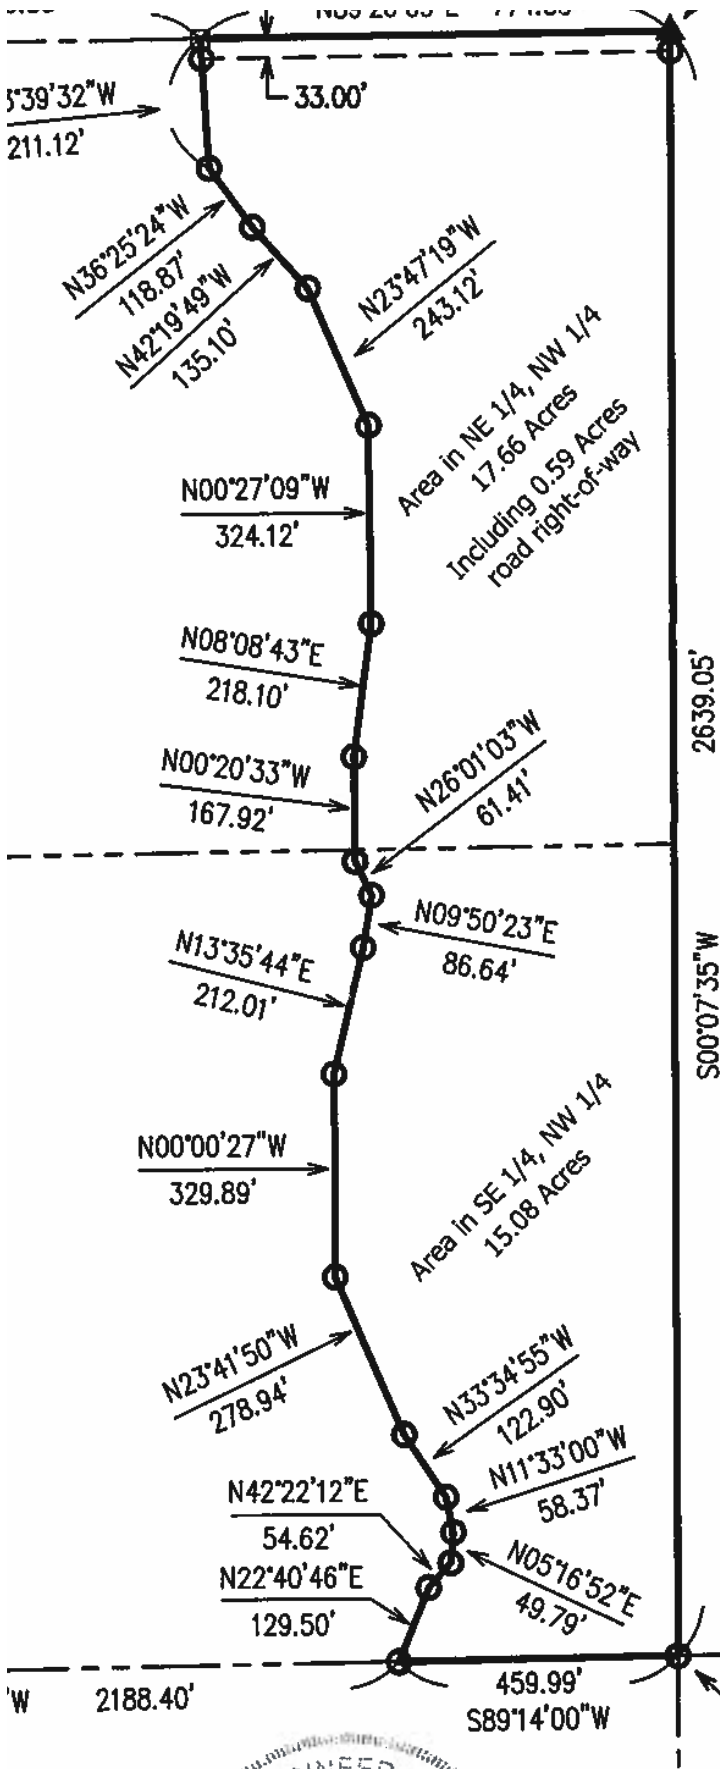 33.00'
3°39'32"W
211.12'
N36°25'24"W
118.87'
N42°19'49"W
135.10'
N23°47'19"W
243.12'
Area in NE 1/4, NW 1/4
17.66 Acres
Including 0.59 Acres
road right-of-way
N00°27'09"W
324.12'
N08°08'43"E
218.10'
2639.05'
N00°20'33"W
167.92'
N26°01'03"W
61.41'
N09°50'23"E
86.64'
N13°35'44"E
212.01'
S00°07'35"W
N00°00'27"W
329.89'
Area in SE 1/4, NW 1/4
15.08 Acres
N23°41'50"W
278.94'
N33°34'55"W
122.90'
N11°33'00"W
58.37'
N42°22'12"E
54.62'
N05°16'52"E
49.79'
N22°40'46"E
129.50'
"W
2188.40'
459.99'
S89°14'00"W